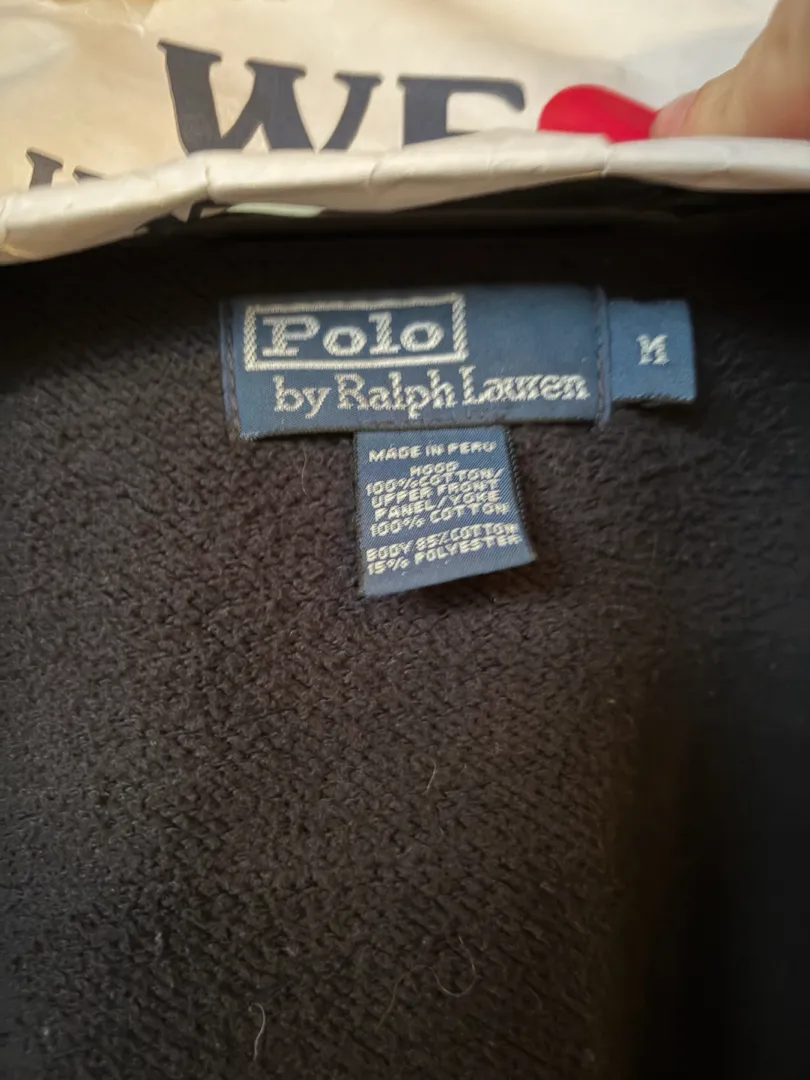 WE
Polo
by Ralph Lauren
M
MADE IN PERU
HOOD
100%COTTON/
UPPER FRONT
PANEL/YOKE
100% COTTON
BODY 85%COTTON
15% POLYESTER